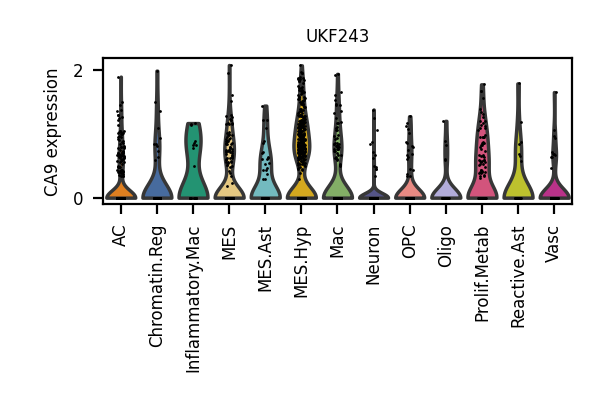 UKF243
CA9 expression
2
0
AC
Chromatin.Reg
Inflammatory.Mac
MES
MES.Ast
MES.Hyp
Mac
Neuron
OPC
Oligo
Prolif.Metab
Reactive.Ast
Vasc